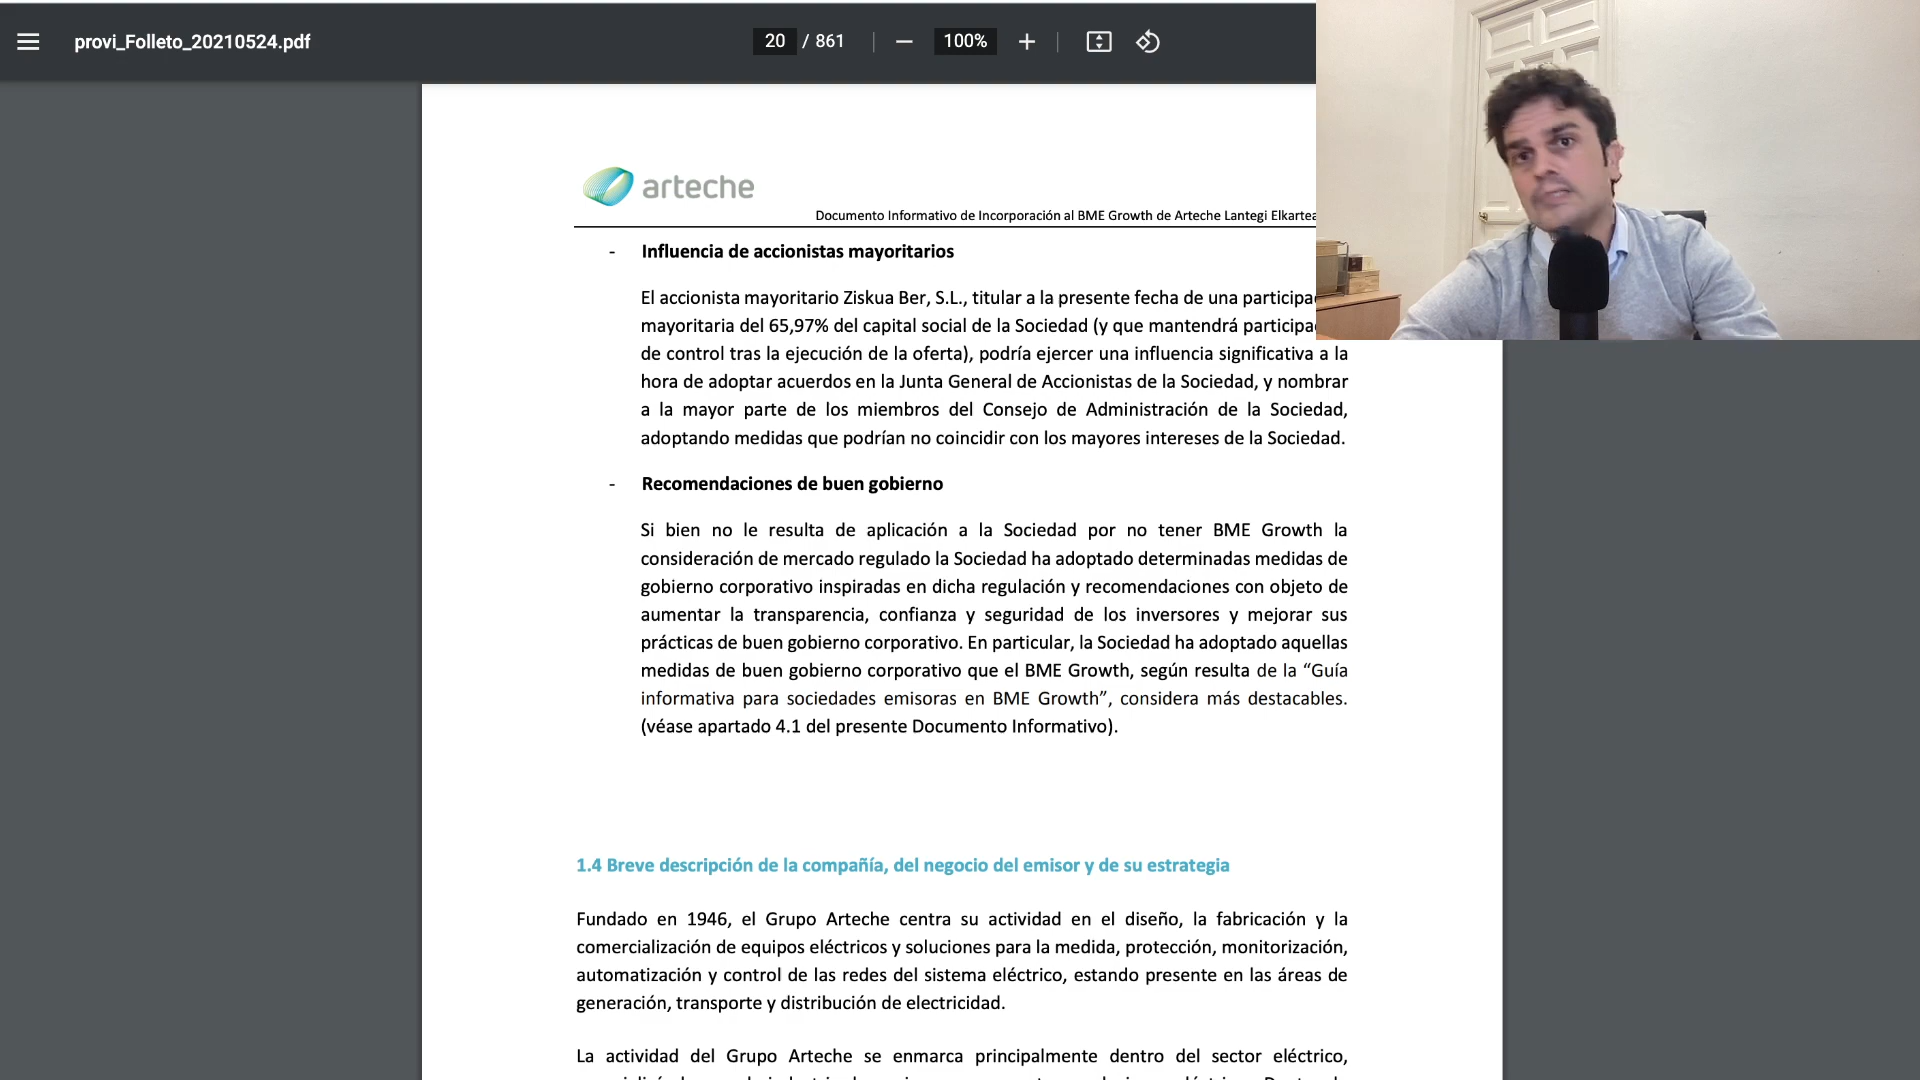 provi_Folleto_20210524.pdf
20 / 861
100%
arteche
Documento Informativo de Incorporación al BME Growth de Arteche Lantegi
- Influencia de accionistas mayoritarios
El accionista mayoritario Ziskua Ber, S.L., titular a la presente fecha de una
mayoritaria del 65,97% del capital social de la Sociedad (y que mantendrá
de control tras la ejecución de la oferta), podría ejercer una influencia significativa a la
hora de adoptar acuerdos en la Junta General de Accionistas de la Sociedad, y nombrar
a la mayor parte de los miembros del Consejo de Administración de la Sociedad,
adoptando medidas que podrían no coincidir con los mayores intereses de la Sociedad.
- Recomendaciones de buen gobierno
Si bien no le resulta de aplicación a la Sociedad por no tener BME Growth la
consideración de mercado regulado la Sociedad ha adoptado determinadas medidas de
gobierno corporativo inspiradas en dicha regulación y recomendaciones con objeto de
aumentar la transparencia, confianza y seguridad de los inversores y mejorar sus
prácticas de buen gobierno corporativo. En particular, la Sociedad ha adoptado aquellas
medidas de buen gobierno corporativo que el BME Growth, según resulta de la “Guía
informativa para sociedades emisoras en BME Growth”, considera más destacables.
(véase apartado 4.1 del presente Documento Informativo).
1.4 Breve descripción de la compañía, del negocio del emisor y de su estrategia
Fundado en 1946, el Grupo Arteche centra su actividad en el diseño, la fabricación y la
comercialización de equipos eléctricos y soluciones para la medida, protección, monitorización,
automatización y control de las redes del sistema eléctrico, estando presente en las áreas de
generación, transporte y distribución de electricidad.
La actividad del Grupo Arteche se enmarca principalmente dentro del sector eléctrico,